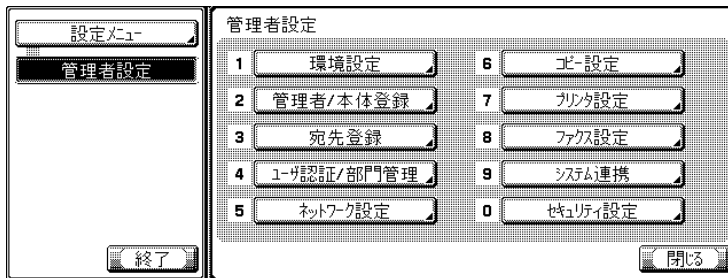 設定ﾒﾆｭｰ
管理者設定
終了
管理者設定
1 環境設定
2 管理者/本体登録
3 宛先登録
4 ﾕｰｻﾞ認証/部門管理
5 ﾈｯﾄﾜｰｸ設定
6 ｺﾋﾟｰ設定
7 ﾌﾟﾘﾝﾀ設定
8 ﾌｧｸｽ設定
9 ｼｽﾃﾑ連携
0 ｾｷｭﾘﾃｨ設定
閉じる